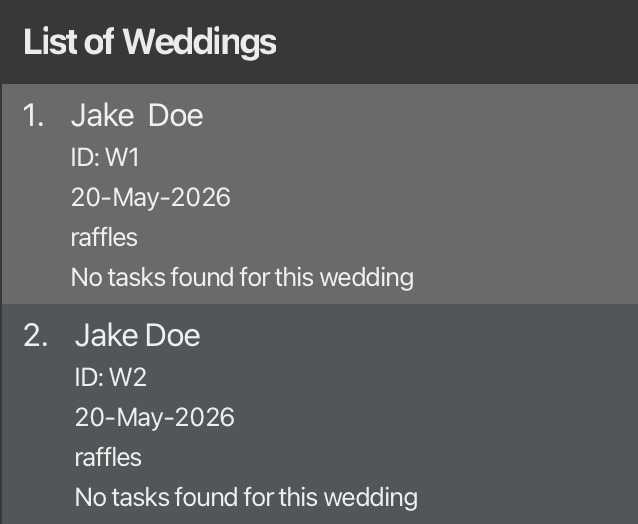 List of Weddings
1. Jake  Doe
ID: W1
20-May-2026
raffles
No tasks found for this wedding
2. Jake Doe
ID: W2
20-May-2026
raffles
No tasks found for this wedding